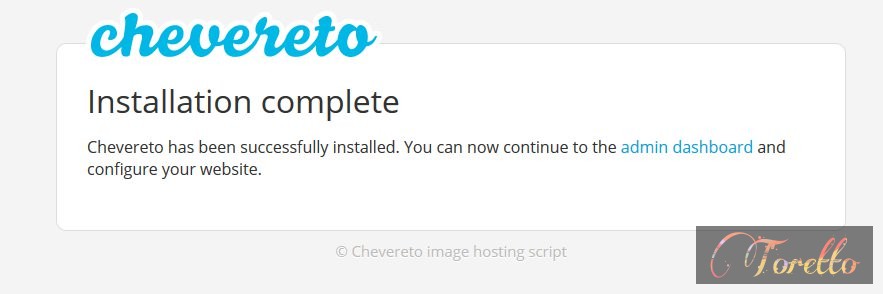 chevereto
Installation complete
Chevereto has been successfully installed. You can now continue to the admin dashboard and
configure your website.
© Chevereto image hosting script
Toretto